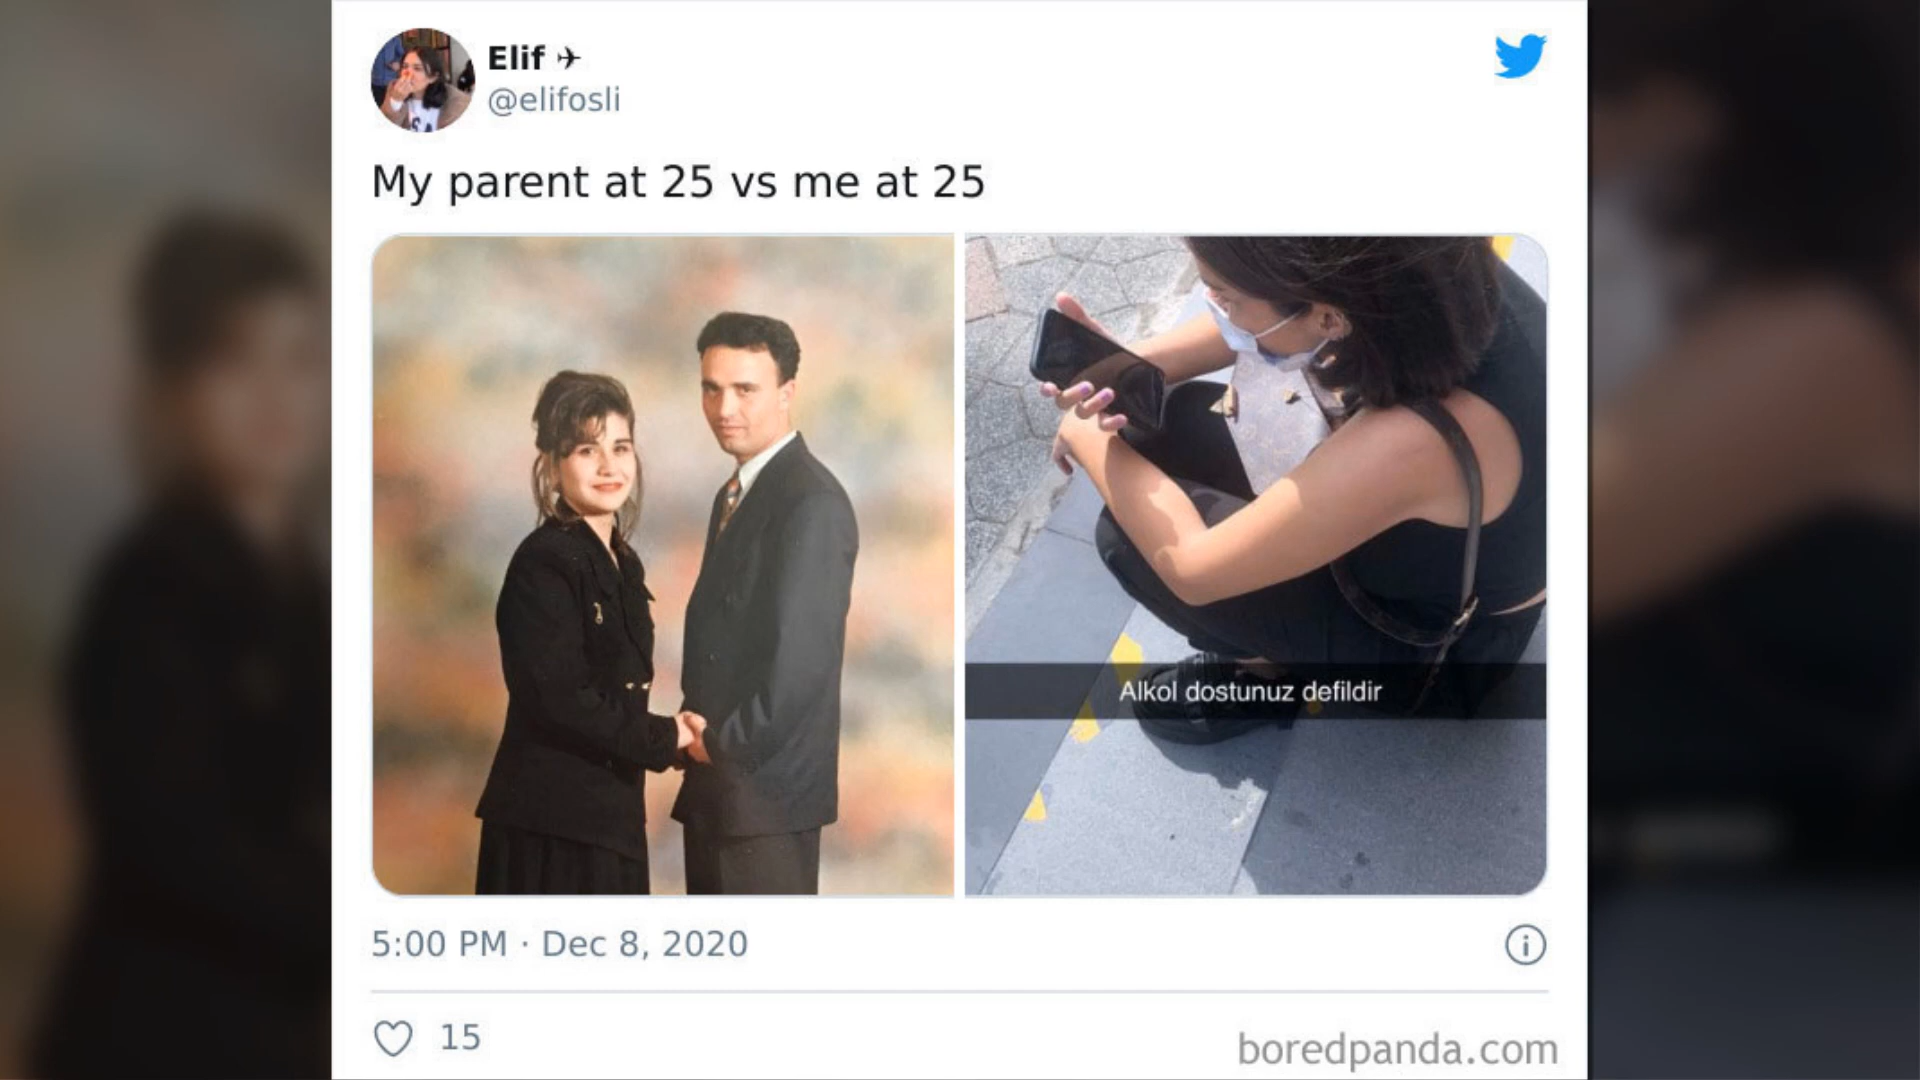 Elif ✈
@elifosli
My parent at 25 vs me at 25
Alkol dostunuz defildir
5:00 PM · Dec 8, 2020
15
boredpanda.com